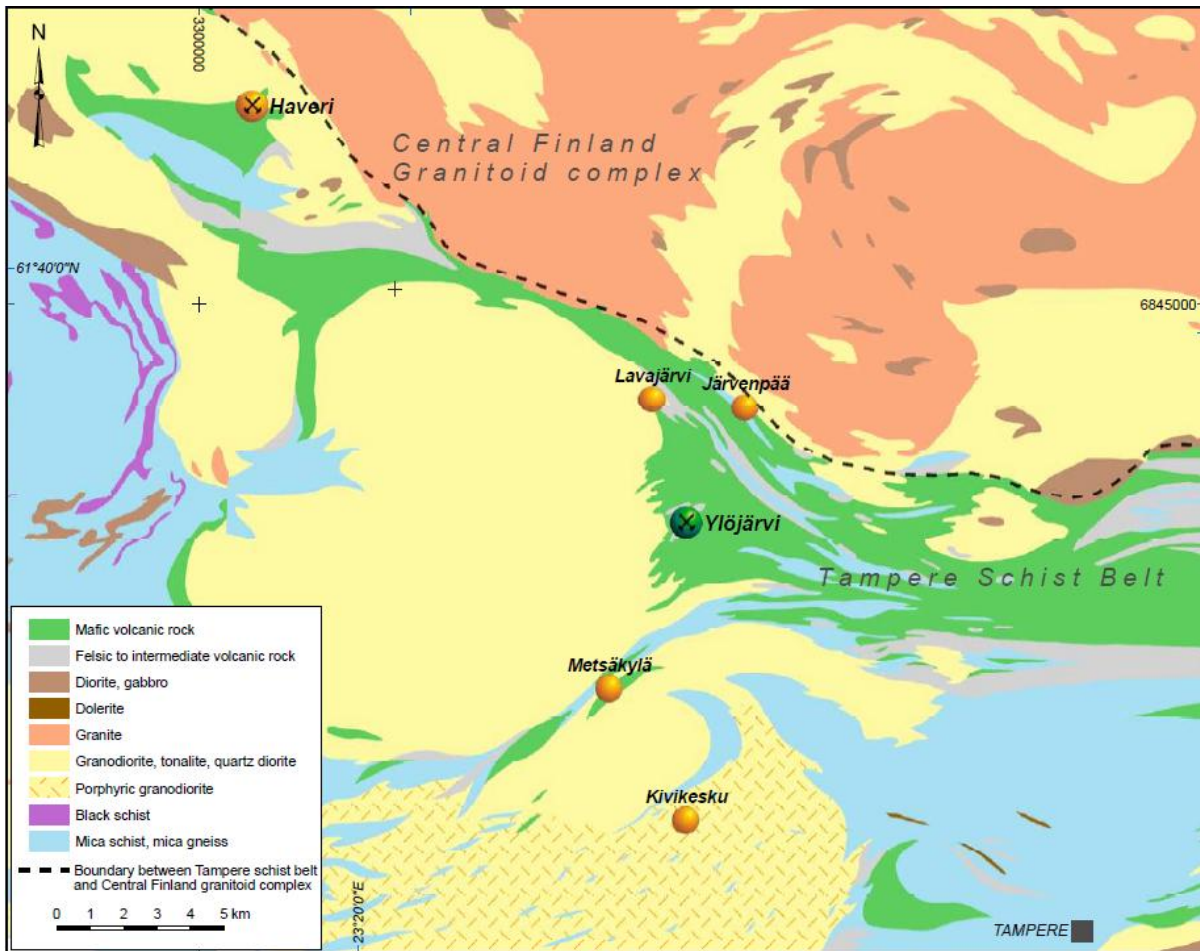 N
3300000
Haveri
Central Finland
Granitoid complex
61°40'0"N
6845000
Lavajärvi
Järvenpää
Ylöjärvi
Tampere Schist Belt
Metsäkylä
Kivikesku
Mafic volcanic rock
Felsic to intermediate volcanic rock
Diorite, gabbro
Dolerite
Granite
Granodiorite, tonalite, quartz diorite
Porphyric granodiorite
Black schist
Mica schist, mica gneiss
Boundary between Tampere schist belt
and Central Finland granitoid complex
0 1 2 3 4 5 km
23°20'0"E
TAMPERE